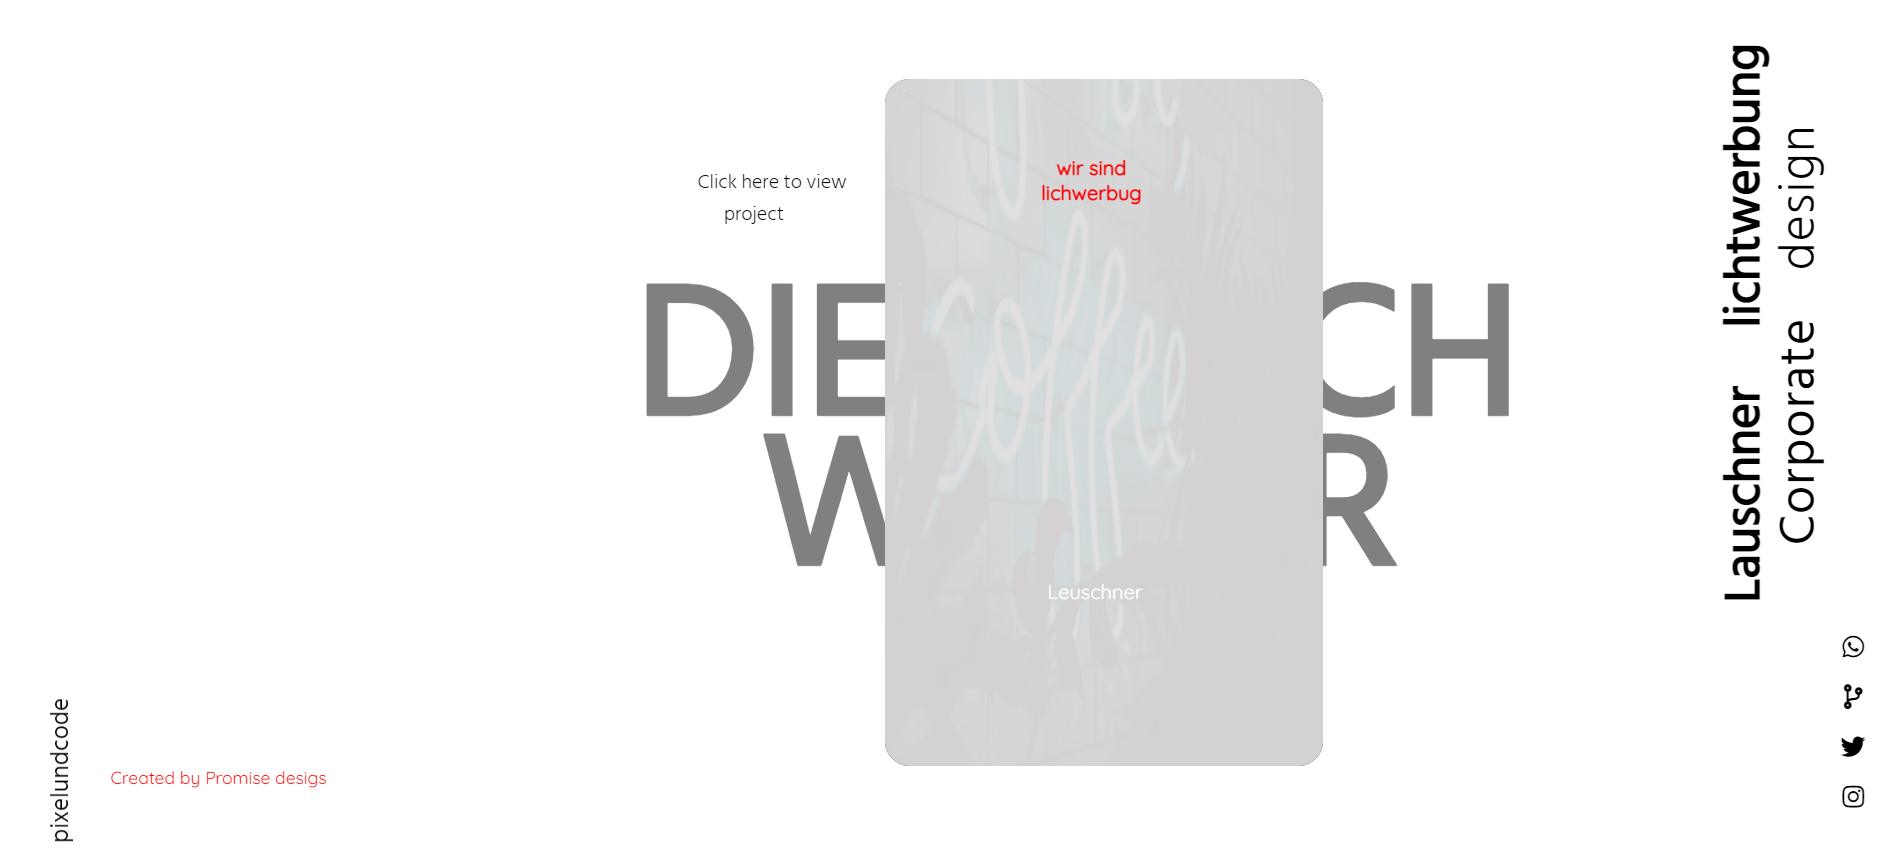 Click here to view
project
wir sind
lichwerbug
DIE CH
W R
coffee
Leuschner
Lauschner lichtwerbung
Corporate design
pixelundcode
Created by Promise desigs